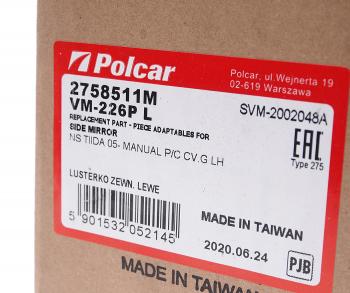 Polcar
Polcar, ul.Wejnerta 19
02-619 Warszawa
2758511M
VM-226P L
SVM-2002048A
REPLACEMENT PART - PIECE ADAPTABLES FOR
SIDE MIRROR
NS TIIDA 05- MANUAL P/C CV.G LH
EAC
Type 275
LUSTERKO ZEWN. LEWE
5 901532 052145
MADE IN TAIWAN
2020.06.24
PJB
MADE IN TAIWAN